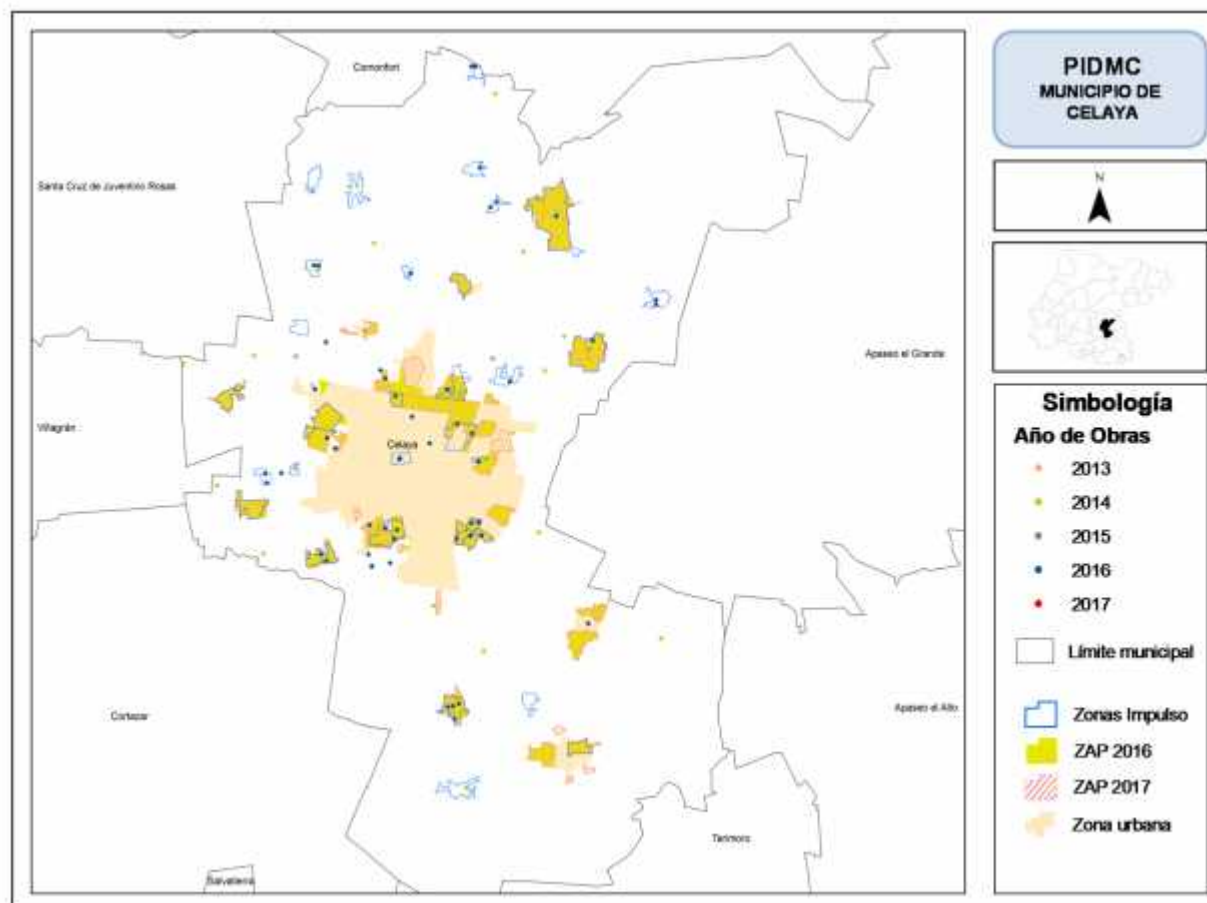 PIDMC
MUNICIPIO DE
CELAYA
N
Simbología
Año de Obras
2013
2014
2015
2016
2017
Límite municipal
Zonas Impulso
ZAP 2016
ZAP 2017
Zona urbana
Comonfort
Santa Cruz de Juventino Rosas
Apaseo el Grande
Villagrán
Celaya
Cortazar
Apaseo el Alto
Tarimoro
Salvatierra